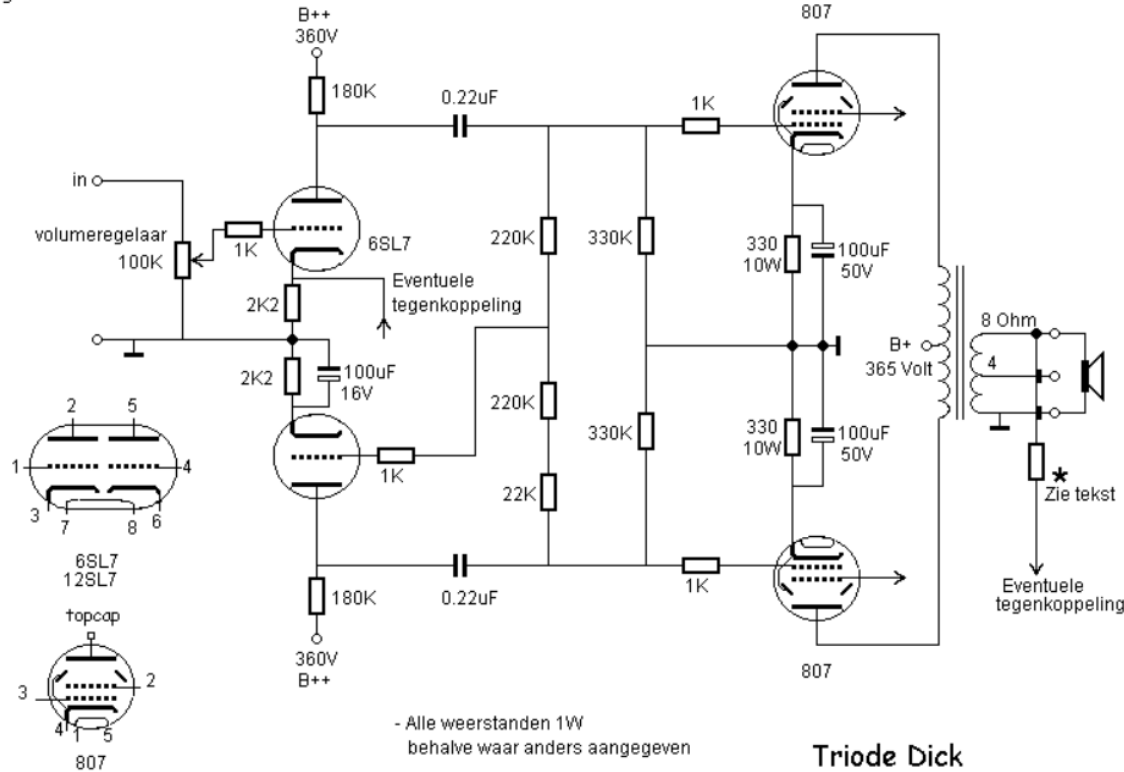 B++
360V
180K
0.22uF
1K
807
in
volumeregelaar
100K
1K
6SL7
Eventuele
tegenkoppeling
2K2
2K2
100uF
16V
1K
220K
220K
22K
330K
330K
330
10W
100uF
50V
330
10W
100uF
50V
B+
365 Volt
8 Ohm
4
*
Zie tekst
Eventuele
tegenkoppeling
180K
360V
B++
0.22uF
1K
807
2
5
1
4
3
7
8
6
6SL7
12SL7
topcap
3
2
4
1
5
807
- Alle weerstanden 1W
behalve waar anders aangegeven
Triode Dick